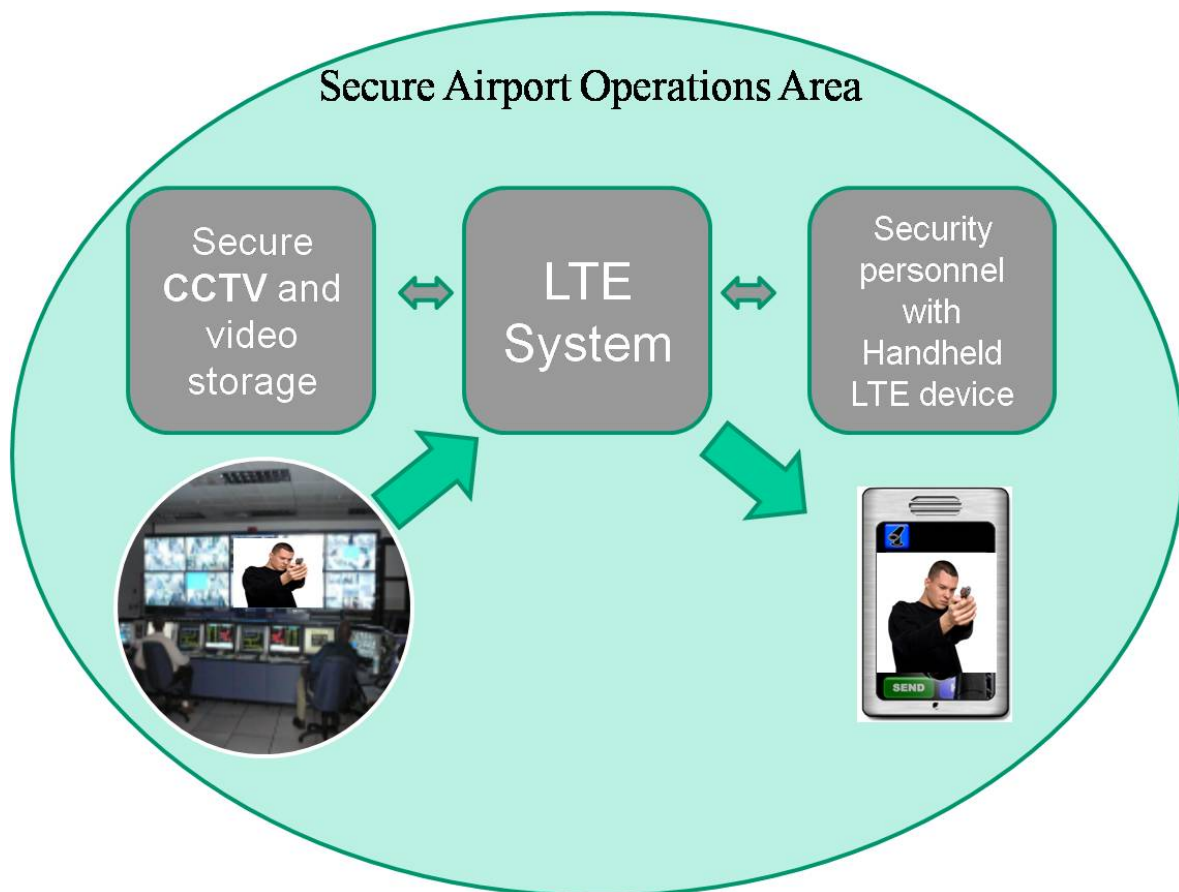 Secure Airport Operations Area
Secure
CCTV and
video
storage
LTE
System
Security
personnel
with
Handheld
LTE device
SEND